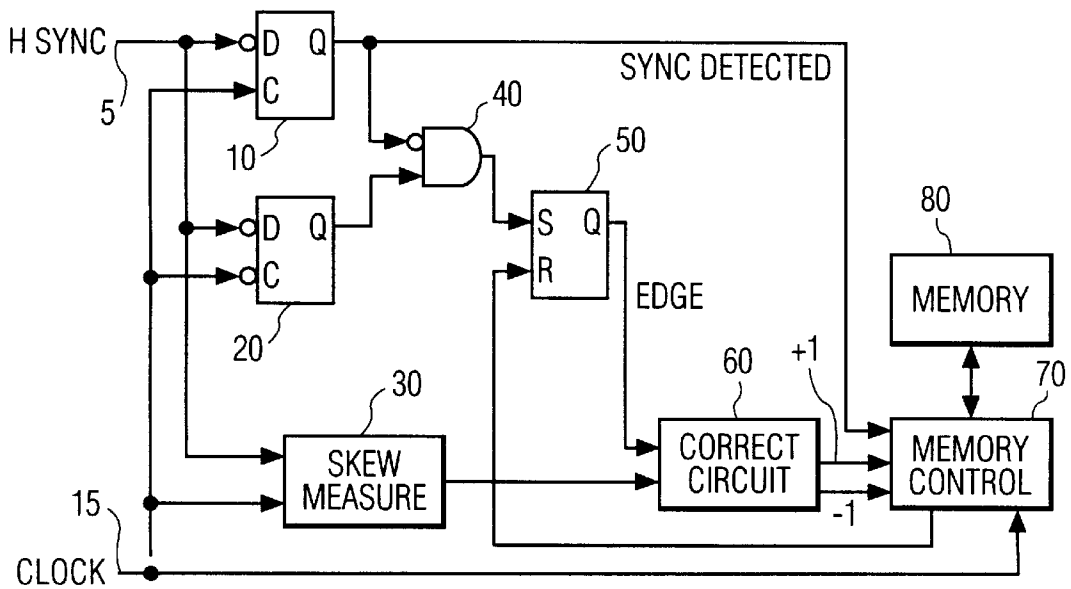 H SYNC
5
D Q
C
10
SYNC DETECTED
40
50
D Q
C
20
S Q
R
EDGE
80
MEMORY
30
SKEW
MEASURE
60
CORRECT
CIRCUIT
+1
-1
70
MEMORY
CONTROL
15
CLOCK